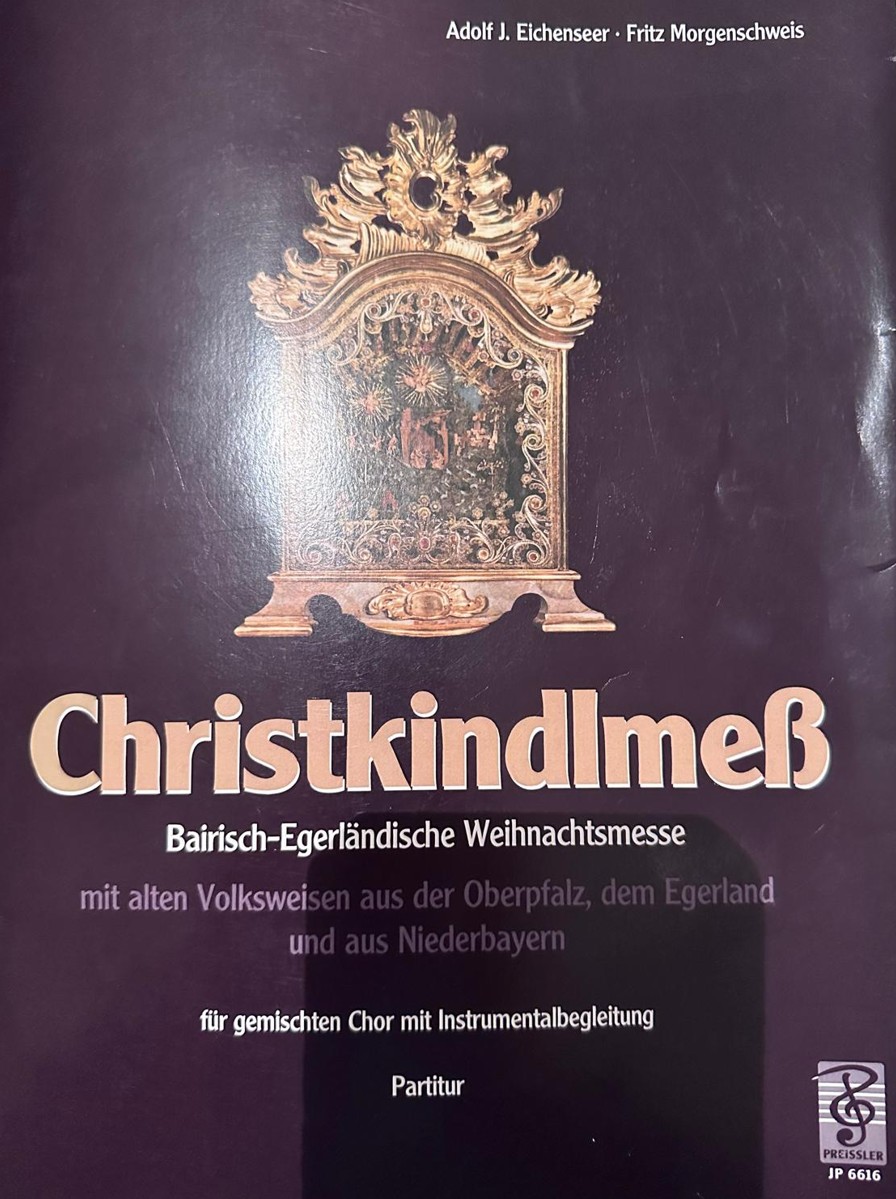 Adolf J. Eichenseer · Fritz Morgenschweis
Christkindlmeß
Bairisch-Egerländische Weihnachtsmesse
mit alten Volksweisen aus der Oberpfalz, dem Egerland
und aus Niederbayern
für gemischten Chor mit Instrumentalbegleitung
Partitur
PREISSLER
JP 6616